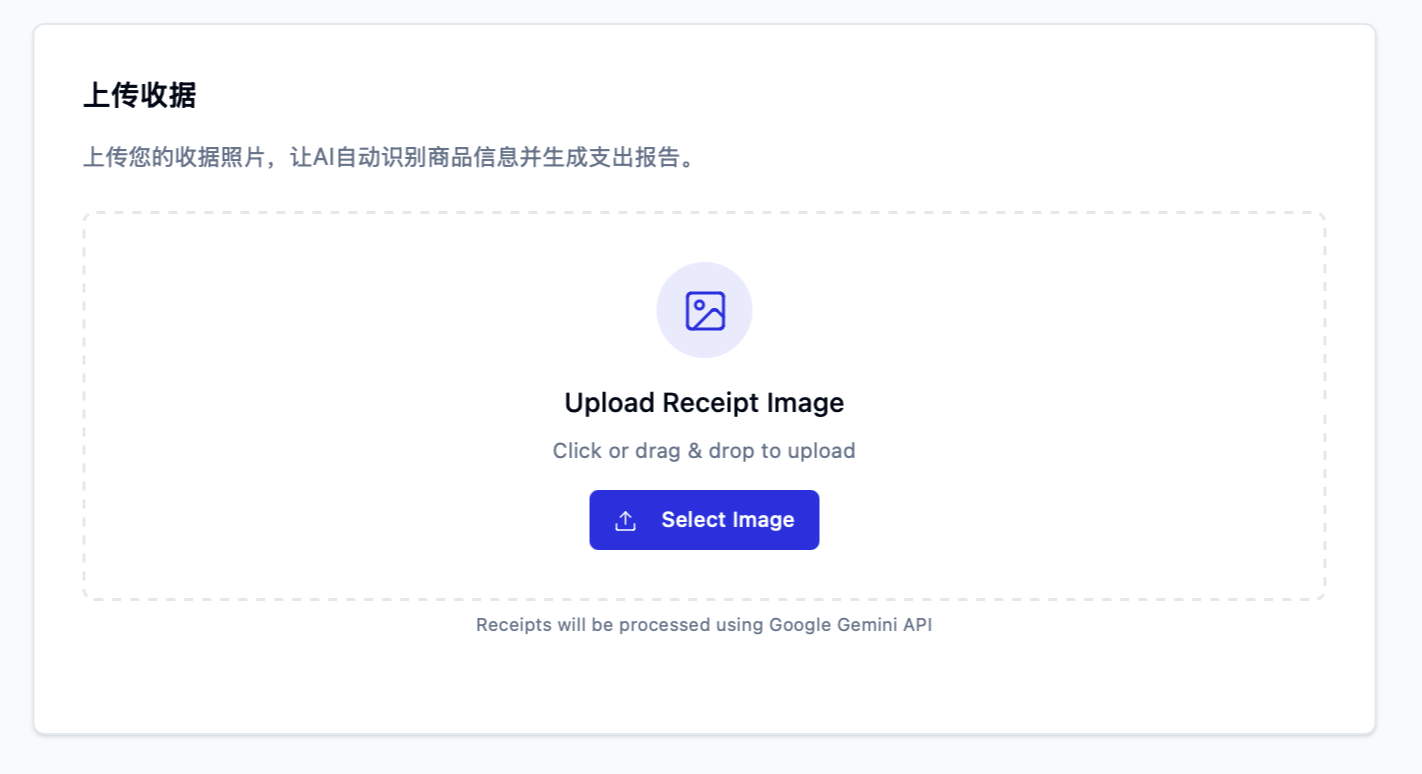 上传收据
上传您的收据照片，让AI自动识别商品信息并生成支出报告。
Upload Receipt Image
Click or drag & drop to upload
Select Image
Receipts will be processed using Google Gemini API